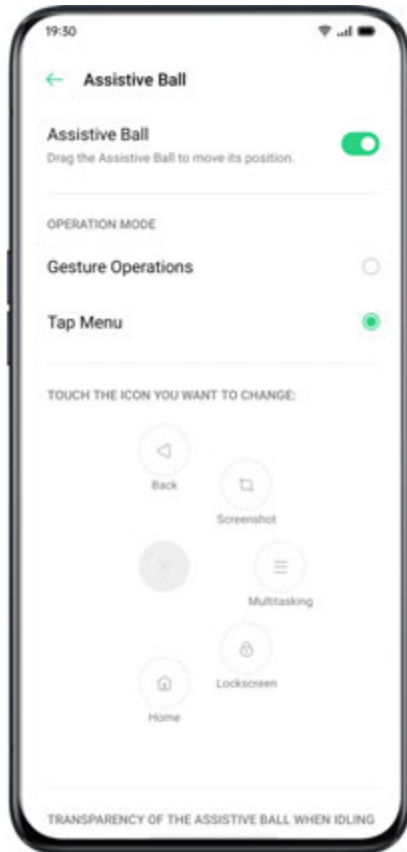 19:30
Assistive Ball
Assistive Ball
Drag the Assistive Ball to move its position.
OPERATION MODE
Gesture Operations
Tap Menu
TOUCH THE ICON YOU WANT TO CHANGE:
Back
Screenshot
Multitasking
Lockscreen
Home
TRANSPARENCY OF THE ASSISTIVE BALL WHEN IDLING